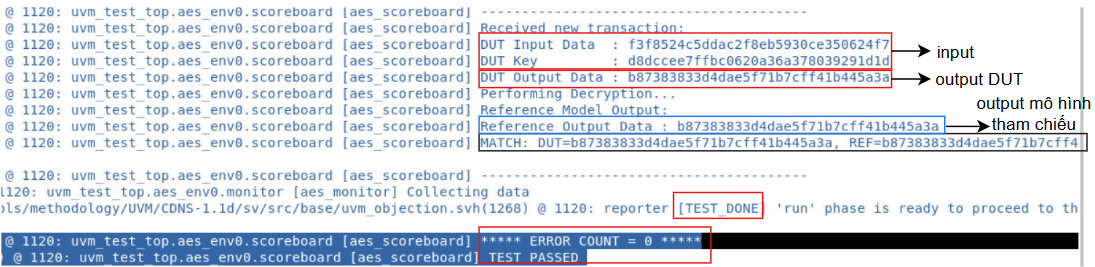 @ 1120: uvm_test_top.aes_env0.scoreboard [aes_scoreboard] --------------------------------------
@ 1120: uvm_test_top.aes_env0.scoreboard [aes_scoreboard] Received new transaction:
@ 1120: uvm_test_top.aes_env0.scoreboard [aes_scoreboard] DUT Input Data : f3f8524c5ddac2f8eb5930ce350624f7
input
@ 1120: uvm_test_top.aes_env0.scoreboard [aes_scoreboard] DUT Key : d8dccee7ffbc0620a36a378039291d1d
@ 1120: uvm_test_top.aes_env0.scoreboard [aes_scoreboard] DUT Output Data : b87383833d4dae5f71b7cff41b445a3a
output DUT
@ 1120: uvm_test_top.aes_env0.scoreboard [aes_scoreboard] Performing Decryption...
@ 1120: uvm_test_top.aes_env0.scoreboard [aes_scoreboard] Reference Model Output:
output mô hình
tham chiếu
@ 1120: uvm_test_top.aes_env0.scoreboard [aes_scoreboard] Reference Output Data : b87383833d4dae5f71b7cff41b445a3a
@ 1120: uvm_test_top.aes_env0.scoreboard [aes_scoreboard] MATCH: DUT=b87383833d4dae5f71b7cff41b445a3a, REF=b87383833d4dae5f71b7cff4
@ 1120: uvm_test_top.aes_env0.scoreboard [aes_scoreboard] --------------------------------------
1120: uvm_test_top.aes_env0.monitor [aes_monitor] Collecting data
ols/methodology/UVM/CDNS-1.1d/sv/src/base/uvm_objection.svh(1268) @ 1120: reporter [TEST_DONE] 'run' phase is ready to proceed to th
@ 1120: uvm_test_top.aes_env0.scoreboard [aes_scoreboard] ***** ERROR COUNT = 0 *****
@ 1120: uvm_test_top.aes_env0.scoreboard [aes_scoreboard] TEST PASSED